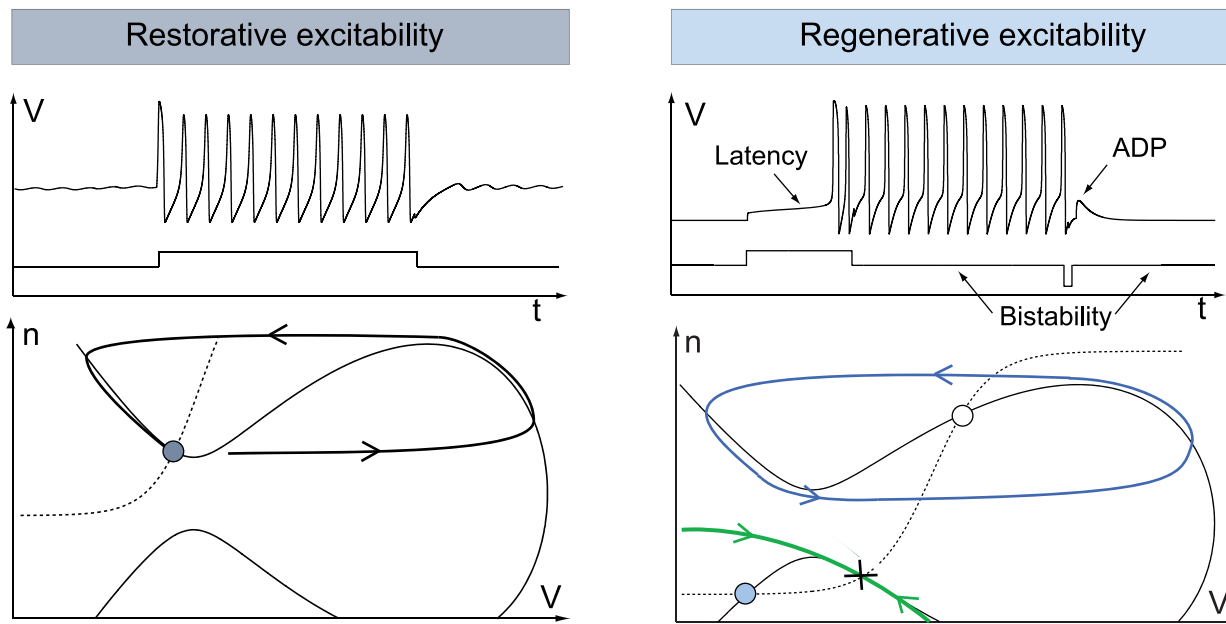 Restorative excitability
V
t
n
V
Regenerative excitability
V
Latency
ADP
Bistability
t
n
V